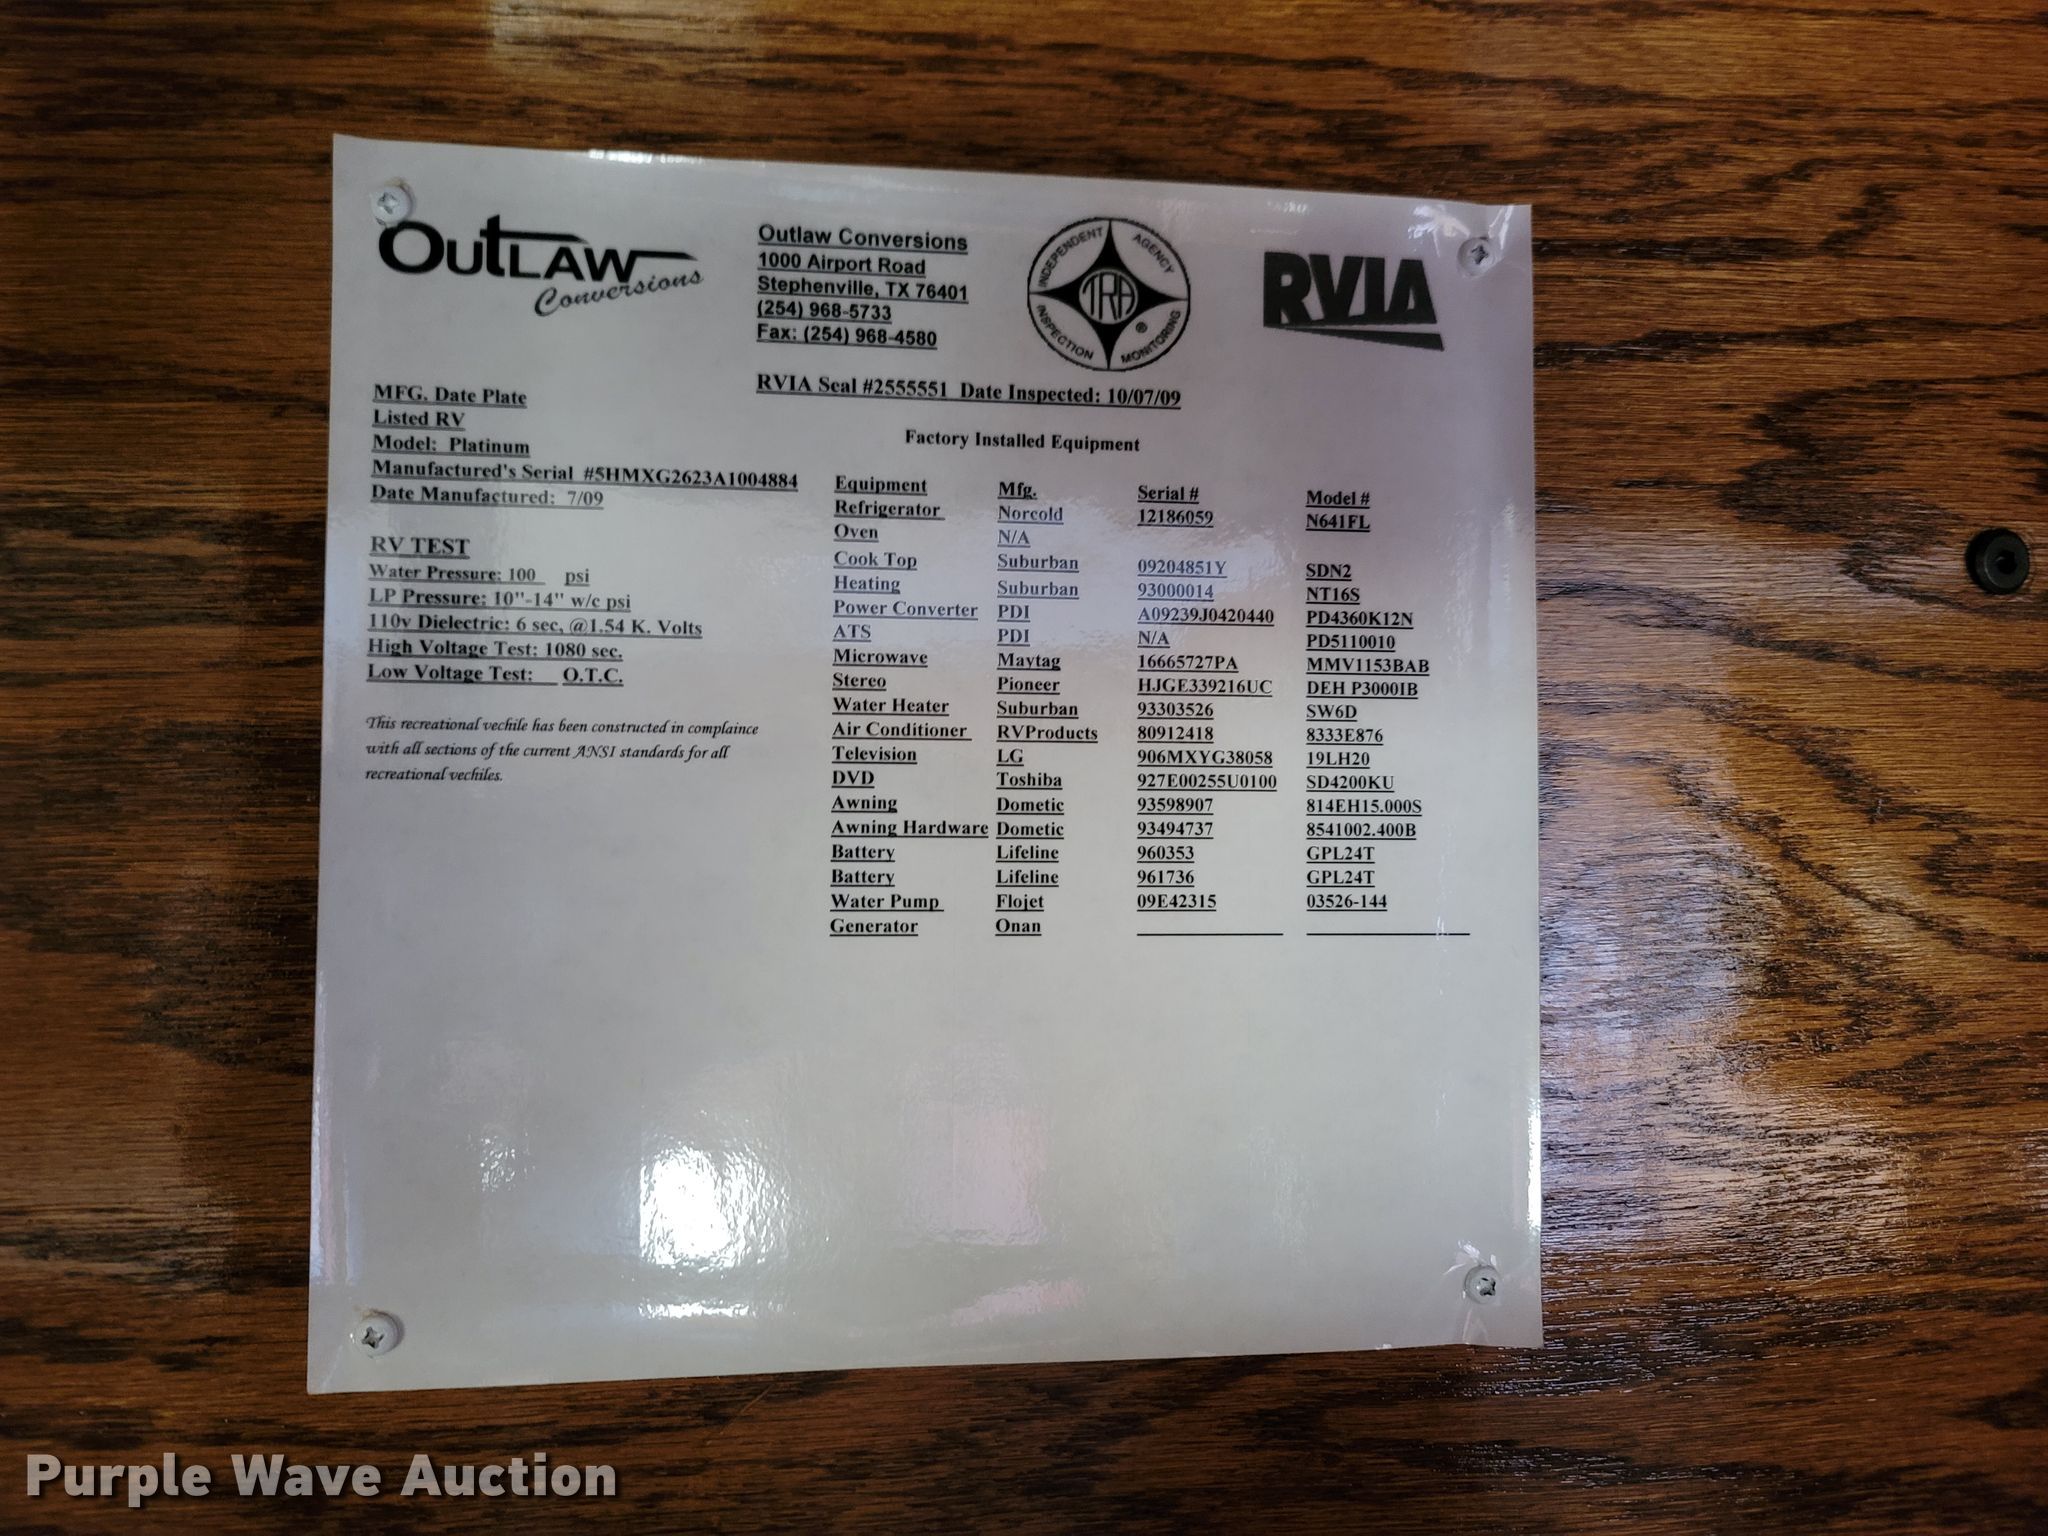 OUTLAW
Conversions
Outlaw Conversions
1000 Airport Road
Stephenville, TX 76401
(254) 968-5733
Fax: (254) 968-4580
INDEPENDENT AGENCY
TRA ®
INSPECTION MONITORING
RVIA
RVIA Seal #2555551 Date Inspected: 10/07/09
MFG. Date Plate
Listed RV
Model: Platinum
Manufactured's Serial #5HMXG2623A1004884
Date Manufactured: 7/09
RV TEST
Water Pressure: 100 psi
LP Pressure: 10"-14" w/c psi
110v Dielectric: 6 sec, @1.54 K. Volts
High Voltage Test: 1080 sec.
Low Voltage Test: O.T.C.
This recreational vechile has been constructed in complaince
with all sections of the current ANSI standards for all
recreational vechiles.
Factory Installed Equipment
Equipment Mfg. Serial # Model #
Refrigerator Norcold 12186059 N641FL
Oven N/A
Cook Top Suburban 09204851Y SDN2
Heating Suburban 93000014 NT16S
Power Converter PDI A09239J0420440 PD4360K12N
ATS PDI N/A PD5110010
Microwave Maytag 16665727PA MMV1153BAB
Stereo Pioneer HJGE339216UC DEH P3000IB
Water Heater Suburban 93303526 SW6D
Air Conditioner RVProducts 80912418 8333E876
Television LG 906MXYG38058 19LH20
DVD Toshiba 927E00255U0100 SD4200KU
Awning Dometic 93598907 814EH15.000S
Awning Hardware Dometic 93494737 8541002.400B
Battery Lifeline 960353 GPL24T
Battery Lifeline 961736 GPL24T
Water Pump Flojet 09E42315 03526-144
Generator Onan
Purple Wave Auction